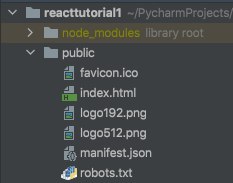 reacttutorial1 ~/PycharmProjects/
node_modules library root
public
favicon.ico
index.html
logo192.png
logo512.png
manifest.json
robots.txt